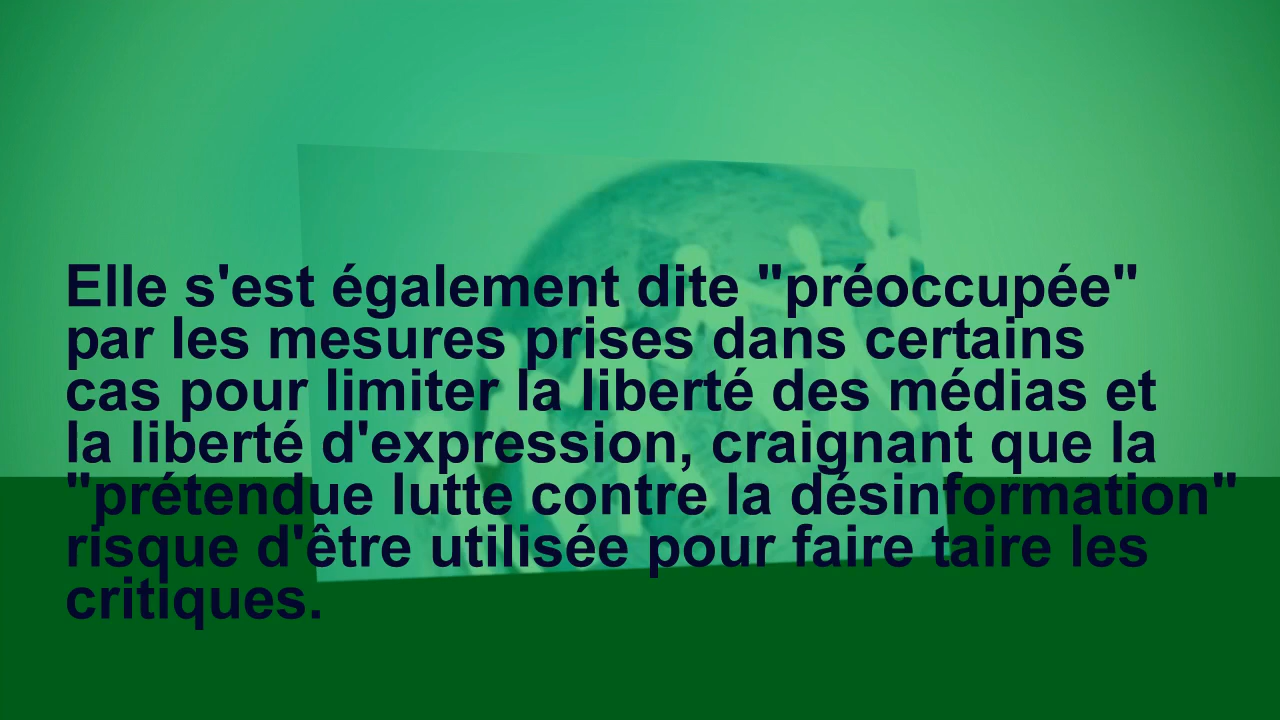 Elle s'est également dite "préoccupée"
par les mesures prises dans certains
cas pour limiter la liberté des médias et
la liberté d'expression, craignant que la
"prétendue lutte contre la désinformation"
risque d'être utilisée pour faire taire les
critiques.